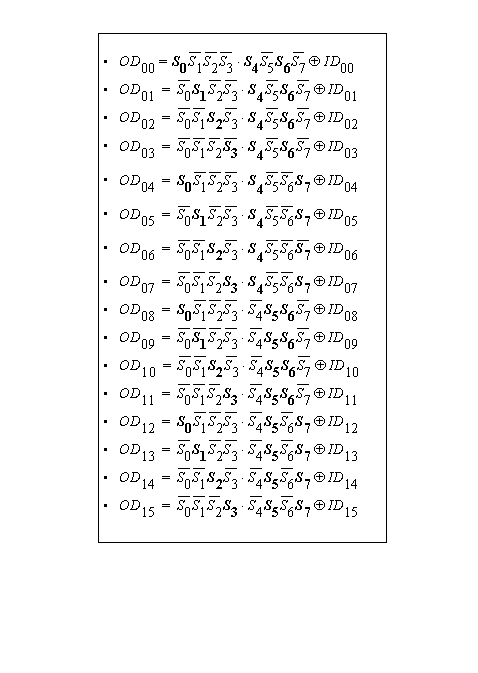 • OD₀₀ = S₀S̅₁S̅₂S̅₃ · S₄S̅₅S₆S̅₇ ⊕ ID₀₀
• OD₀₁ = S̅₀S₁S̅₂S̅₃ · S₄S̅₅S₆S̅₇ ⊕ ID₀₁
• OD₀₂ = S̅₀S̅₁S₂S̅₃ · S₄S̅₅S₆S̅₇ ⊕ ID₀₂
• OD₀₃ = S̅₀S̅₁S̅₂S̅₃ · S₄S̅₅S₆S̅₇ ⊕ ID₀₃
• OD₀₄ = S₀S̅₁S̅₂S̅₃ · S₄S̅₅S̅₆S₇ ⊕ ID₀₄
• OD₀₅ = S̅₀S₁S̅₂S̅₃ · S₄S̅₅S̅₆S₇ ⊕ ID₀₅
• OD₀₆ = S̅₀S̅₁S₂S̅₃ · S₄S̅₅S̅₆S̅₇ ⊕ ID₀₆
• OD₀₇ = S̅₀S̅₁S̅₂S₃ · S₄S̅₅S̅₆S₇ ⊕ ID₀₇
• OD₀₈ = S₀S̅₁S̅₂S̅₃ · S̅₄S₅S₆S̅₇ ⊕ ID₀₈
• OD₀₉ = S̅₀S₁S̅₂S̅₃ · S̅₄S₅S₆S̅₇ ⊕ ID₀₉
• OD₁₀ = S̅₀S̅₁S₂S̅₃ · S̅₄S₅S₆S̅₇ ⊕ ID₁₀
• OD₁₁ = S̅₀S̅₁S̅₂S₃ · S̅₄S₅S₆S̅₇ ⊕ ID₁₁
• OD₁₂ = S₀S̅₁S̅₂S̅₃ · S̅₄S₅S̅₆S₇ ⊕ ID₁₂
• OD₁₃ = S̅₀S₁S̅₂S̅₃ · S̅₄S₅S̅₆S₇ ⊕ ID₁₃
• OD₁₄ = S̅₀S̅₁S₂S̅₃ · S̅₄S₅S̅₆S₇ ⊕ ID₁₄
• OD₁₅ = S̅₀S̅₁S̅₂S₃ · S̅₄S₅S̅₆S₇ ⊕ ID₁₅